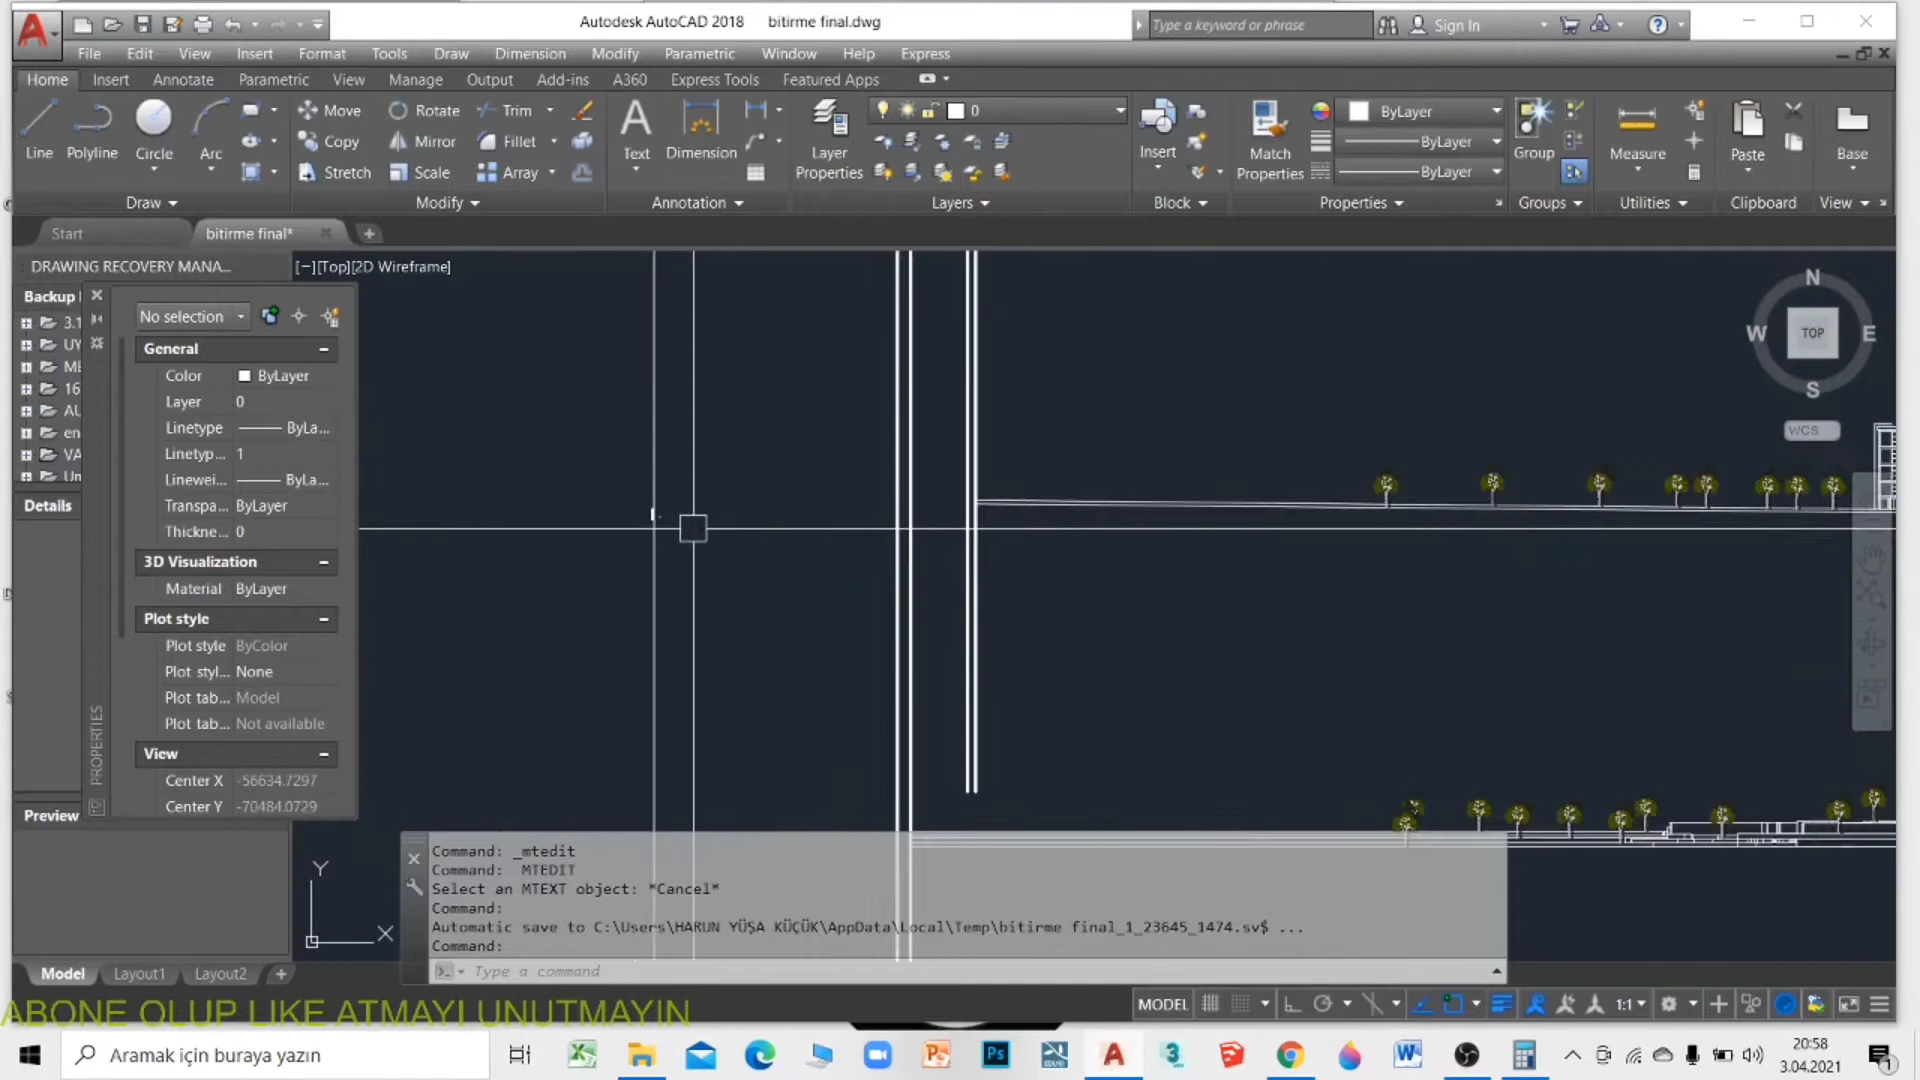 Autodesk AutoCAD 2018 bitirme final.dwg
Type a keyword or phrase
Sign In
File Edit View Insert Format Tools Draw Dimension Modify Parametric Window Help Express
Home Insert Annotate Parametric View Manage Output Add-ins A360 Express Tools Featured Apps
Line Polyline Circle Arc
Move Rotate Trim
Copy Mirror Fillet
Stretch Scale Array
Text Dimension
Layer Properties
0
Insert
Match Properties
ByLayer
ByLayer
ByLayer
Group
Measure
Paste
Base
Draw Modify Annotation Layers Block Properties Groups Utilities Clipboard View
Start bitirme final*
DRAWING RECOVERY MANA...
[−][Top][2D Wireframe]
Backup
3.1
UY
16
AU
en
VA
Details
Preview
No selection
General
Color ByLayer
Layer 0
Linetype ByLa...
Linetyp... 1
Linewei... ByLa...
Transpa... ByLayer
Thickne... 0
3D Visualization
Material ByLayer
Plot style
Plot style ByColor
Plot styl... None
Plot tab... Model
Plot tab... Not available
View
Center X -56634.7297
Center Y -70484.0729
PROPERTIES
N
W TOP E
S
WCS
Y
X
Command: _mtedit
Command: MTEDIT
Select an MTEXT object: *Cancel*
Command:
Automatic save to C:\Users\HARUN YÜŞA KÜÇÜK\AppData\Local\Temp\bitirme final_1_23645_1474.sv$ ...
Command:
Type a command
Model Layout1 Layout2
MODEL 1:1
ABONE OLUP LIKE ATMAYI UNUTMAYIN
Aramak için buraya yazın
20:58
3.04.2021